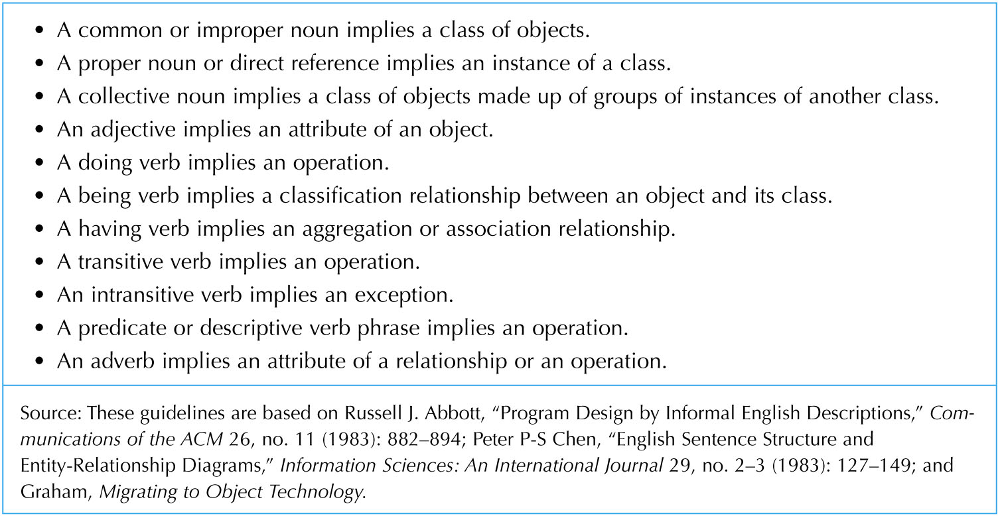 • A common or improper noun implies a class of objects.
• A proper noun or direct reference implies an instance of a class.
• A collective noun implies a class of objects made up of groups of instances of another class.
• An adjective implies an attribute of an object.
• A doing verb implies an operation.
• A being verb implies a classification relationship between an object and its class.
• A having verb implies an aggregation or association relationship.
• A transitive verb implies an operation.
• An intransitive verb implies an exception.
• A predicate or descriptive verb phrase implies an operation.
• An adverb implies an attribute of a relationship or an operation.
Source: These guidelines are based on Russell J. Abbott, “Program Design by Informal English Descriptions,” Com-
munications of the ACM 26, no. 11 (1983): 882–894; Peter P-S Chen, “English Sentence Structure and
Entity-Relationship Diagrams,” Information Sciences: An International Journal 29, no. 2–3 (1983): 127–149; and
Graham, Migrating to Object Technology.